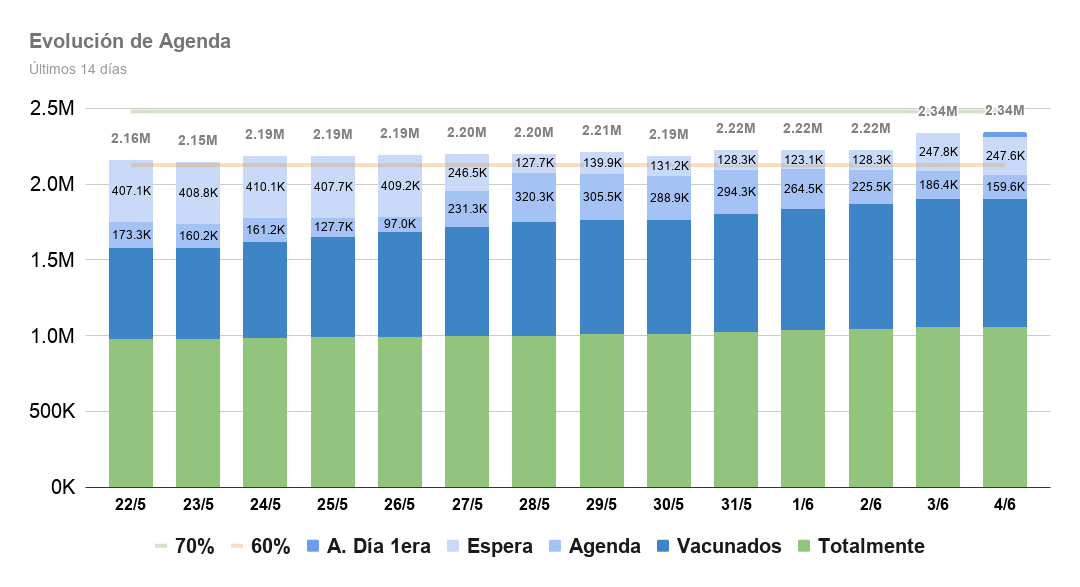 Evolución de Agenda
Últimos 14 días
2.5M
2.0M
1.5M
1.0M
500K
0K
2.16M
2.15M
2.19M
2.19M
2.19M
2.20M
2.20M
2.21M
2.19M
2.22M
2.22M
2.22M
2.34M
2.34M
407.1K
408.8K
410.1K
407.7K
409.2K
246.5K
127.7K
139.9K
131.2K
128.3K
123.1K
128.3K
247.8K
247.6K
173.3K
160.2K
161.2K
127.7K
97.0K
231.3K
320.3K
305.5K
288.9K
294.3K
264.5K
225.5K
186.4K
159.6K
22/5 23/5 24/5 25/5 26/5 27/5 28/5 29/5 30/5 31/5 1/6 2/6 3/6 4/6
70% 60% A. Día 1era Espera Agenda Vacunados Totalmente